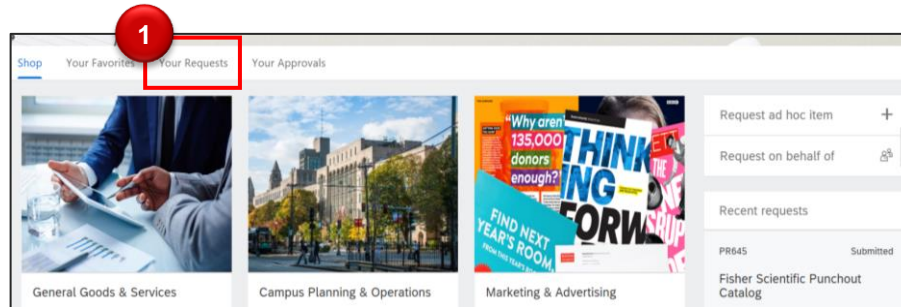 1
Shop Your Favorites Your Requests Your Approvals
"Why aren't
135,000
donors
enough?"
THINK
ING
FORW
FIND NEXT
YEAR'S ROOM
THE
Request ad hoc item +
Request on behalf of
Recent requests
PR645 Submitted
Fisher Scientific Punchout
Catalog
General Goods & Services
Campus Planning & Operations
Marketing & Advertising